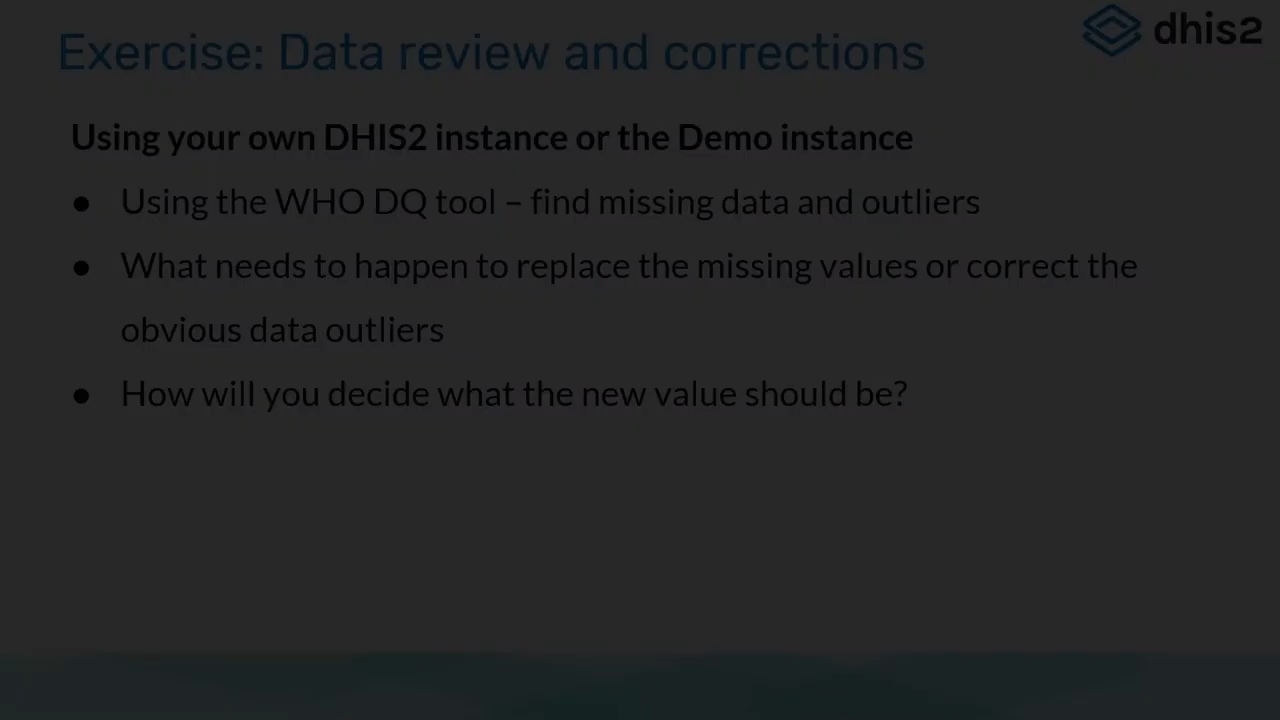 Exercise: Data review and corrections
dhis2
Using your own DHIS2 instance or the Demo instance
● Using the WHO DQ tool – find missing data and outliers
● What needs to happen to replace the missing values or correct the
obvious data outliers
● How will you decide what the new value should be?